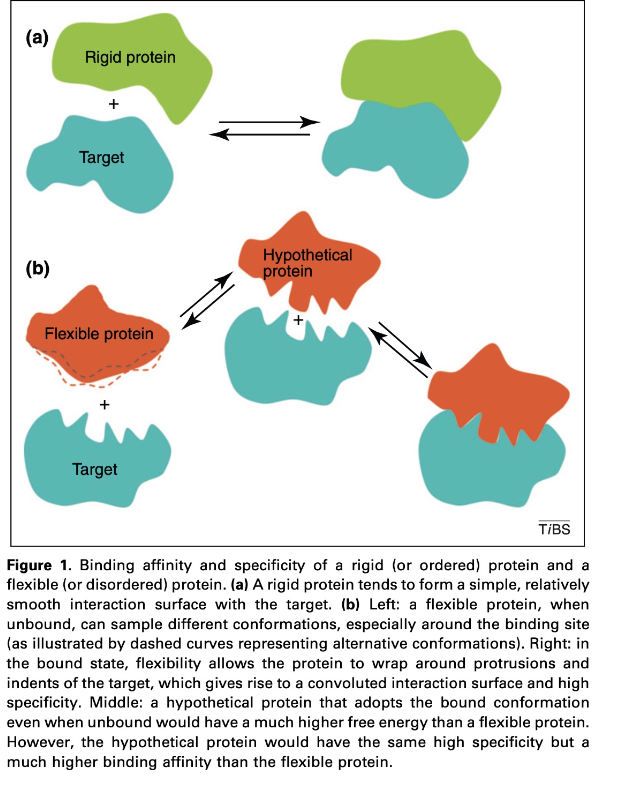 (a)
Rigid protein
+
Target
(b)
Hypothetical
protein
+
Flexible protein
+
Target
TiBS
Figure 1. Binding affinity and specificity of a rigid (or ordered) protein and a
flexible (or disordered) protein. (a) A rigid protein tends to form a simple, relatively
smooth interaction surface with the target. (b) Left: a flexible protein, when
unbound, can sample different conformations, especially around the binding site
(as illustrated by dashed curves representing alternative conformations). Right: in
the bound state, flexibility allows the protein to wrap around protrusions and
indents of the target, which gives rise to a convoluted interaction surface and high
specificity. Middle: a hypothetical protein that adopts the bound conformation
even when unbound would have a much higher free energy than a flexible protein.
However, the hypothetical protein would have the same high specificity but a
much higher binding affinity than the flexible protein.